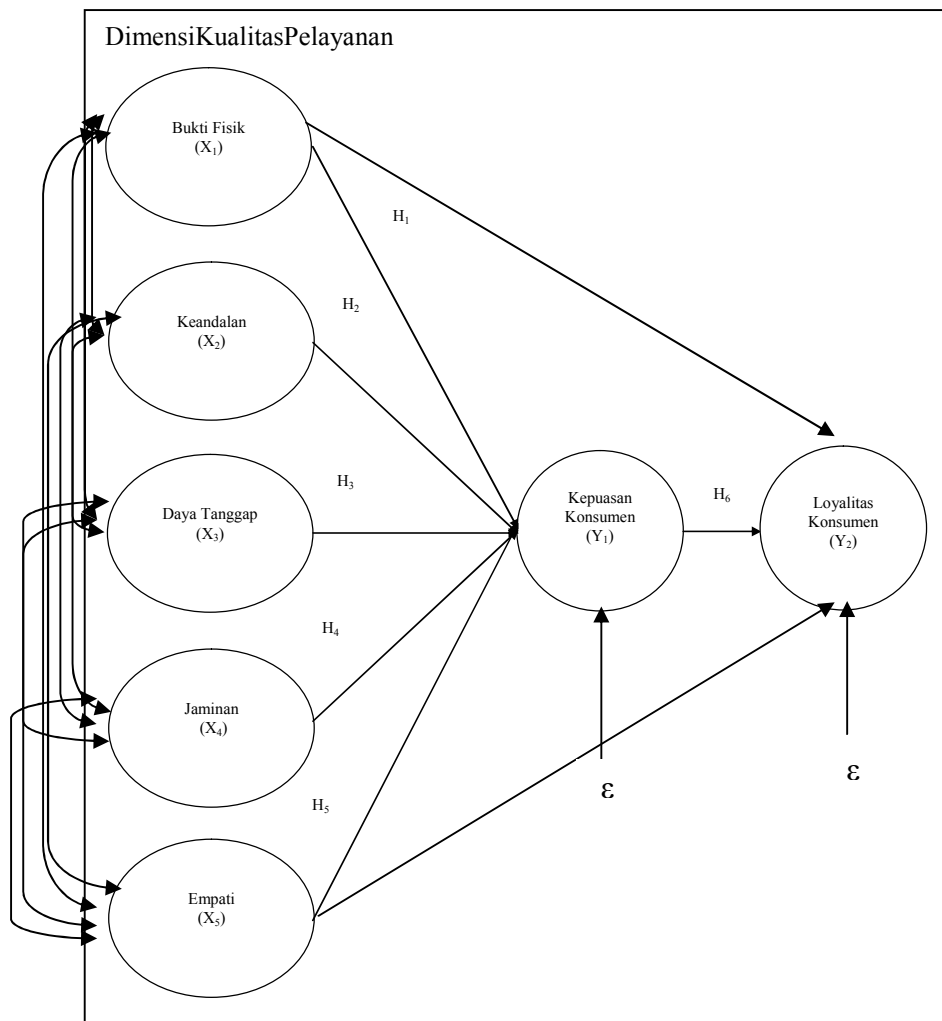 DimensiKualitasPelayanan
Bukti Fisik
(X₁)
H₁
H₂
Keandalan
(X₂)
H₃
Daya Tanggap
(X₃)
Kepuasan
Konsumen
(Y₁)
H₆
Loyalitas
Konsumen
(Y₂)
H₄
Jaminan
(X₄)
H₅
ε
ε
Empati
(X₅)